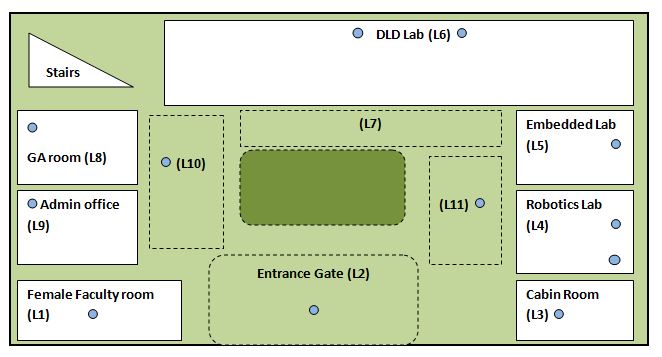 DLD Lab (L6)
Stairs
(L7)
Embedded Lab
(L5)
GA room (L8)
(L10)
Admin office
(L9)
(L11)
Robotics Lab
(L4)
Entrance Gate (L2)
Female Faculty room
(L1)
Cabin Room
(L3)